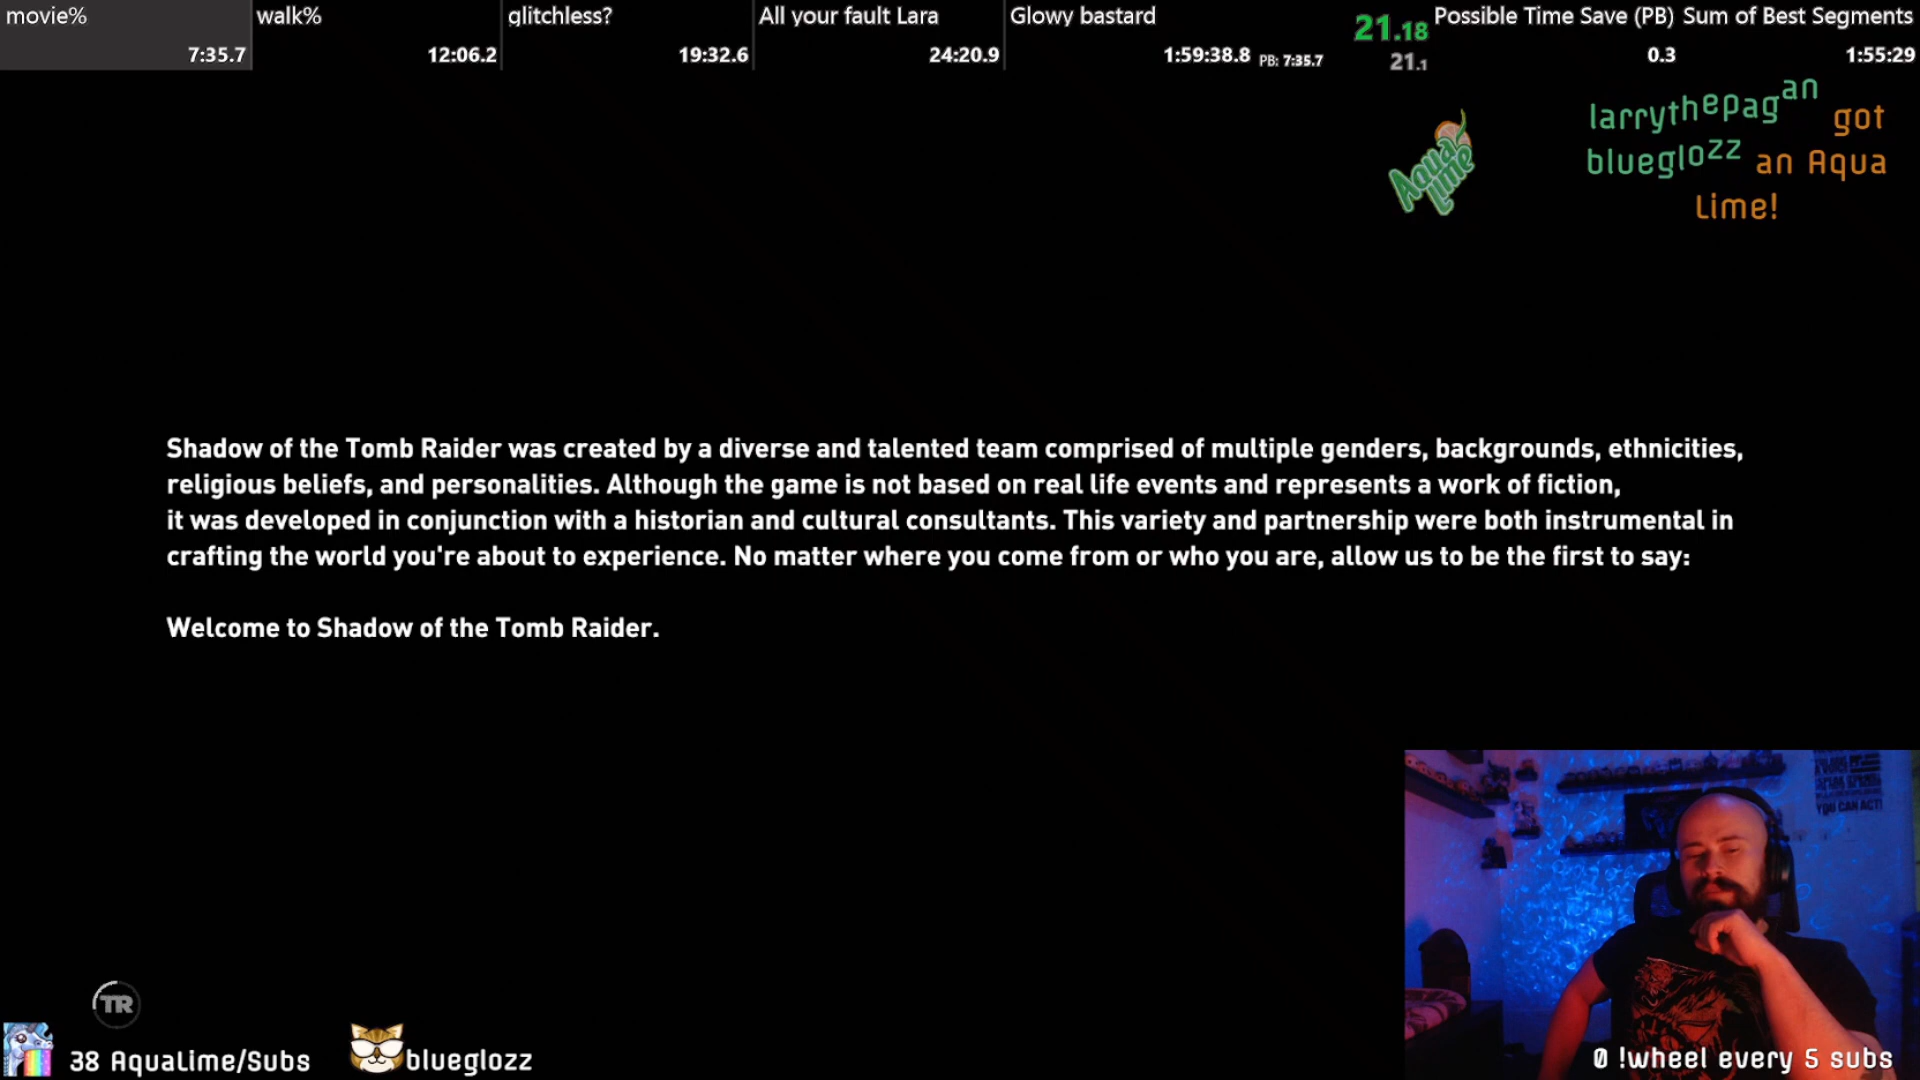 movie%
7:35.7
walk%
12:06.2
glitchless?
19:32.6
All your fault Lara
24:20.9
Glowy bastard
1:59:38.8
PB: 7:35.7
21.18
21.1
Possible Time Save (PB)
0.3
Sum of Best Segments
1:55:29
Aqua
Lime
larrythepagan got
blueglozz an Aqua
Lime!
Shadow of the Tomb Raider was created by a diverse and talented team comprised of multiple genders, backgrounds, ethnicities,
religious beliefs, and personalities. Although the game is not based on real life events and represents a work of fiction,
it was developed in conjunction with a historian and cultural consultants. This variety and partnership were both instrumental in
crafting the world you're about to experience. No matter where you come from or who you are, allow us to be the first to say:
Welcome to Shadow of the Tomb Raider.
YOU CAN ACT!
TR
38 AquaLime/Subs
blueglozz
0 !wheel every 5 subs